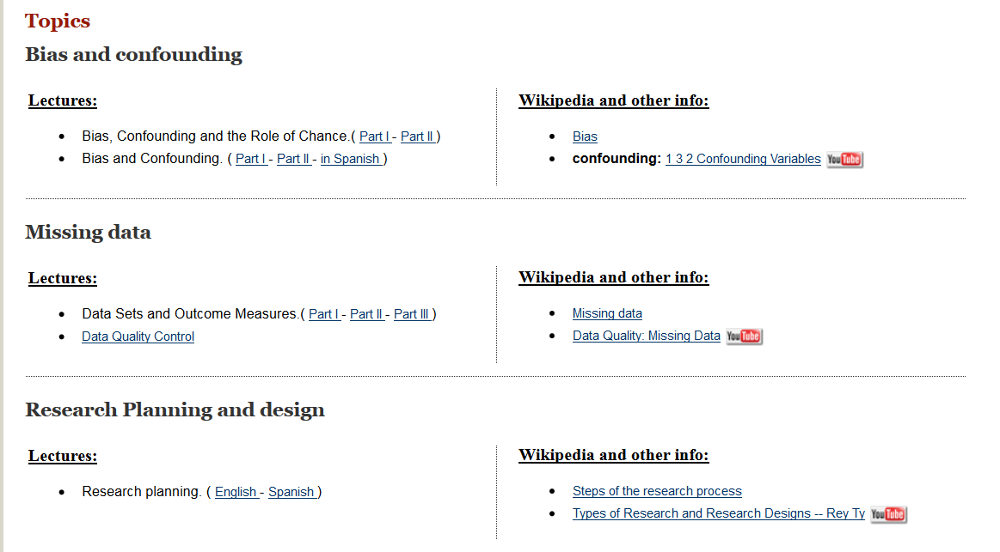 Topics
Bias and confounding
Lectures:
• Bias, Confounding and the Role of Chance.( Part I - Part II )
• Bias and Confounding. ( Part I - Part II - in Spanish )
Wikipedia and other info:
• Bias
• confounding: 1 3 2 Confounding Variables YouTube
Missing data
Lectures:
• Data Sets and Outcome Measures.( Part I - Part II - Part III )
• Data Quality Control
Wikipedia and other info:
• Missing data
• Data Quality: Missing Data YouTube
Research Planning and design
Lectures:
• Research planning. ( English - Spanish )
Wikipedia and other info:
• Steps of the research process
• Types of Research and Research Designs -- Rey Ty YouTube